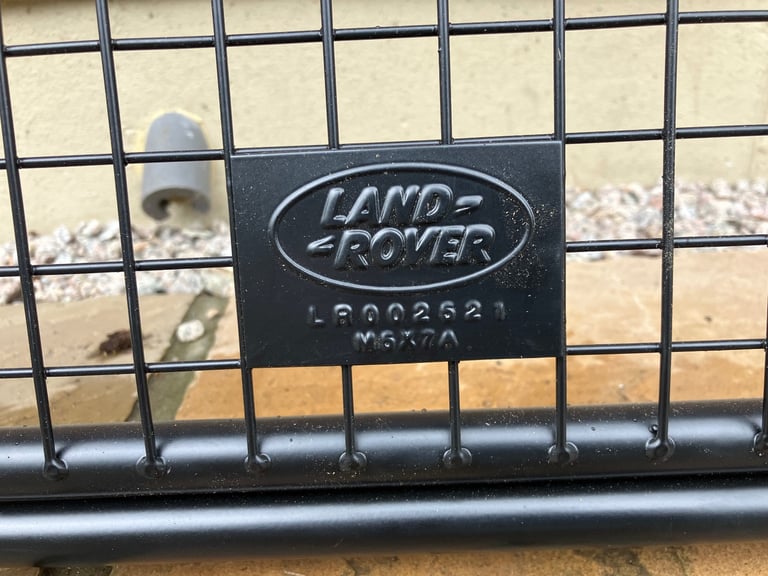 LAND-
-ROVER
LR002621
M6X7A